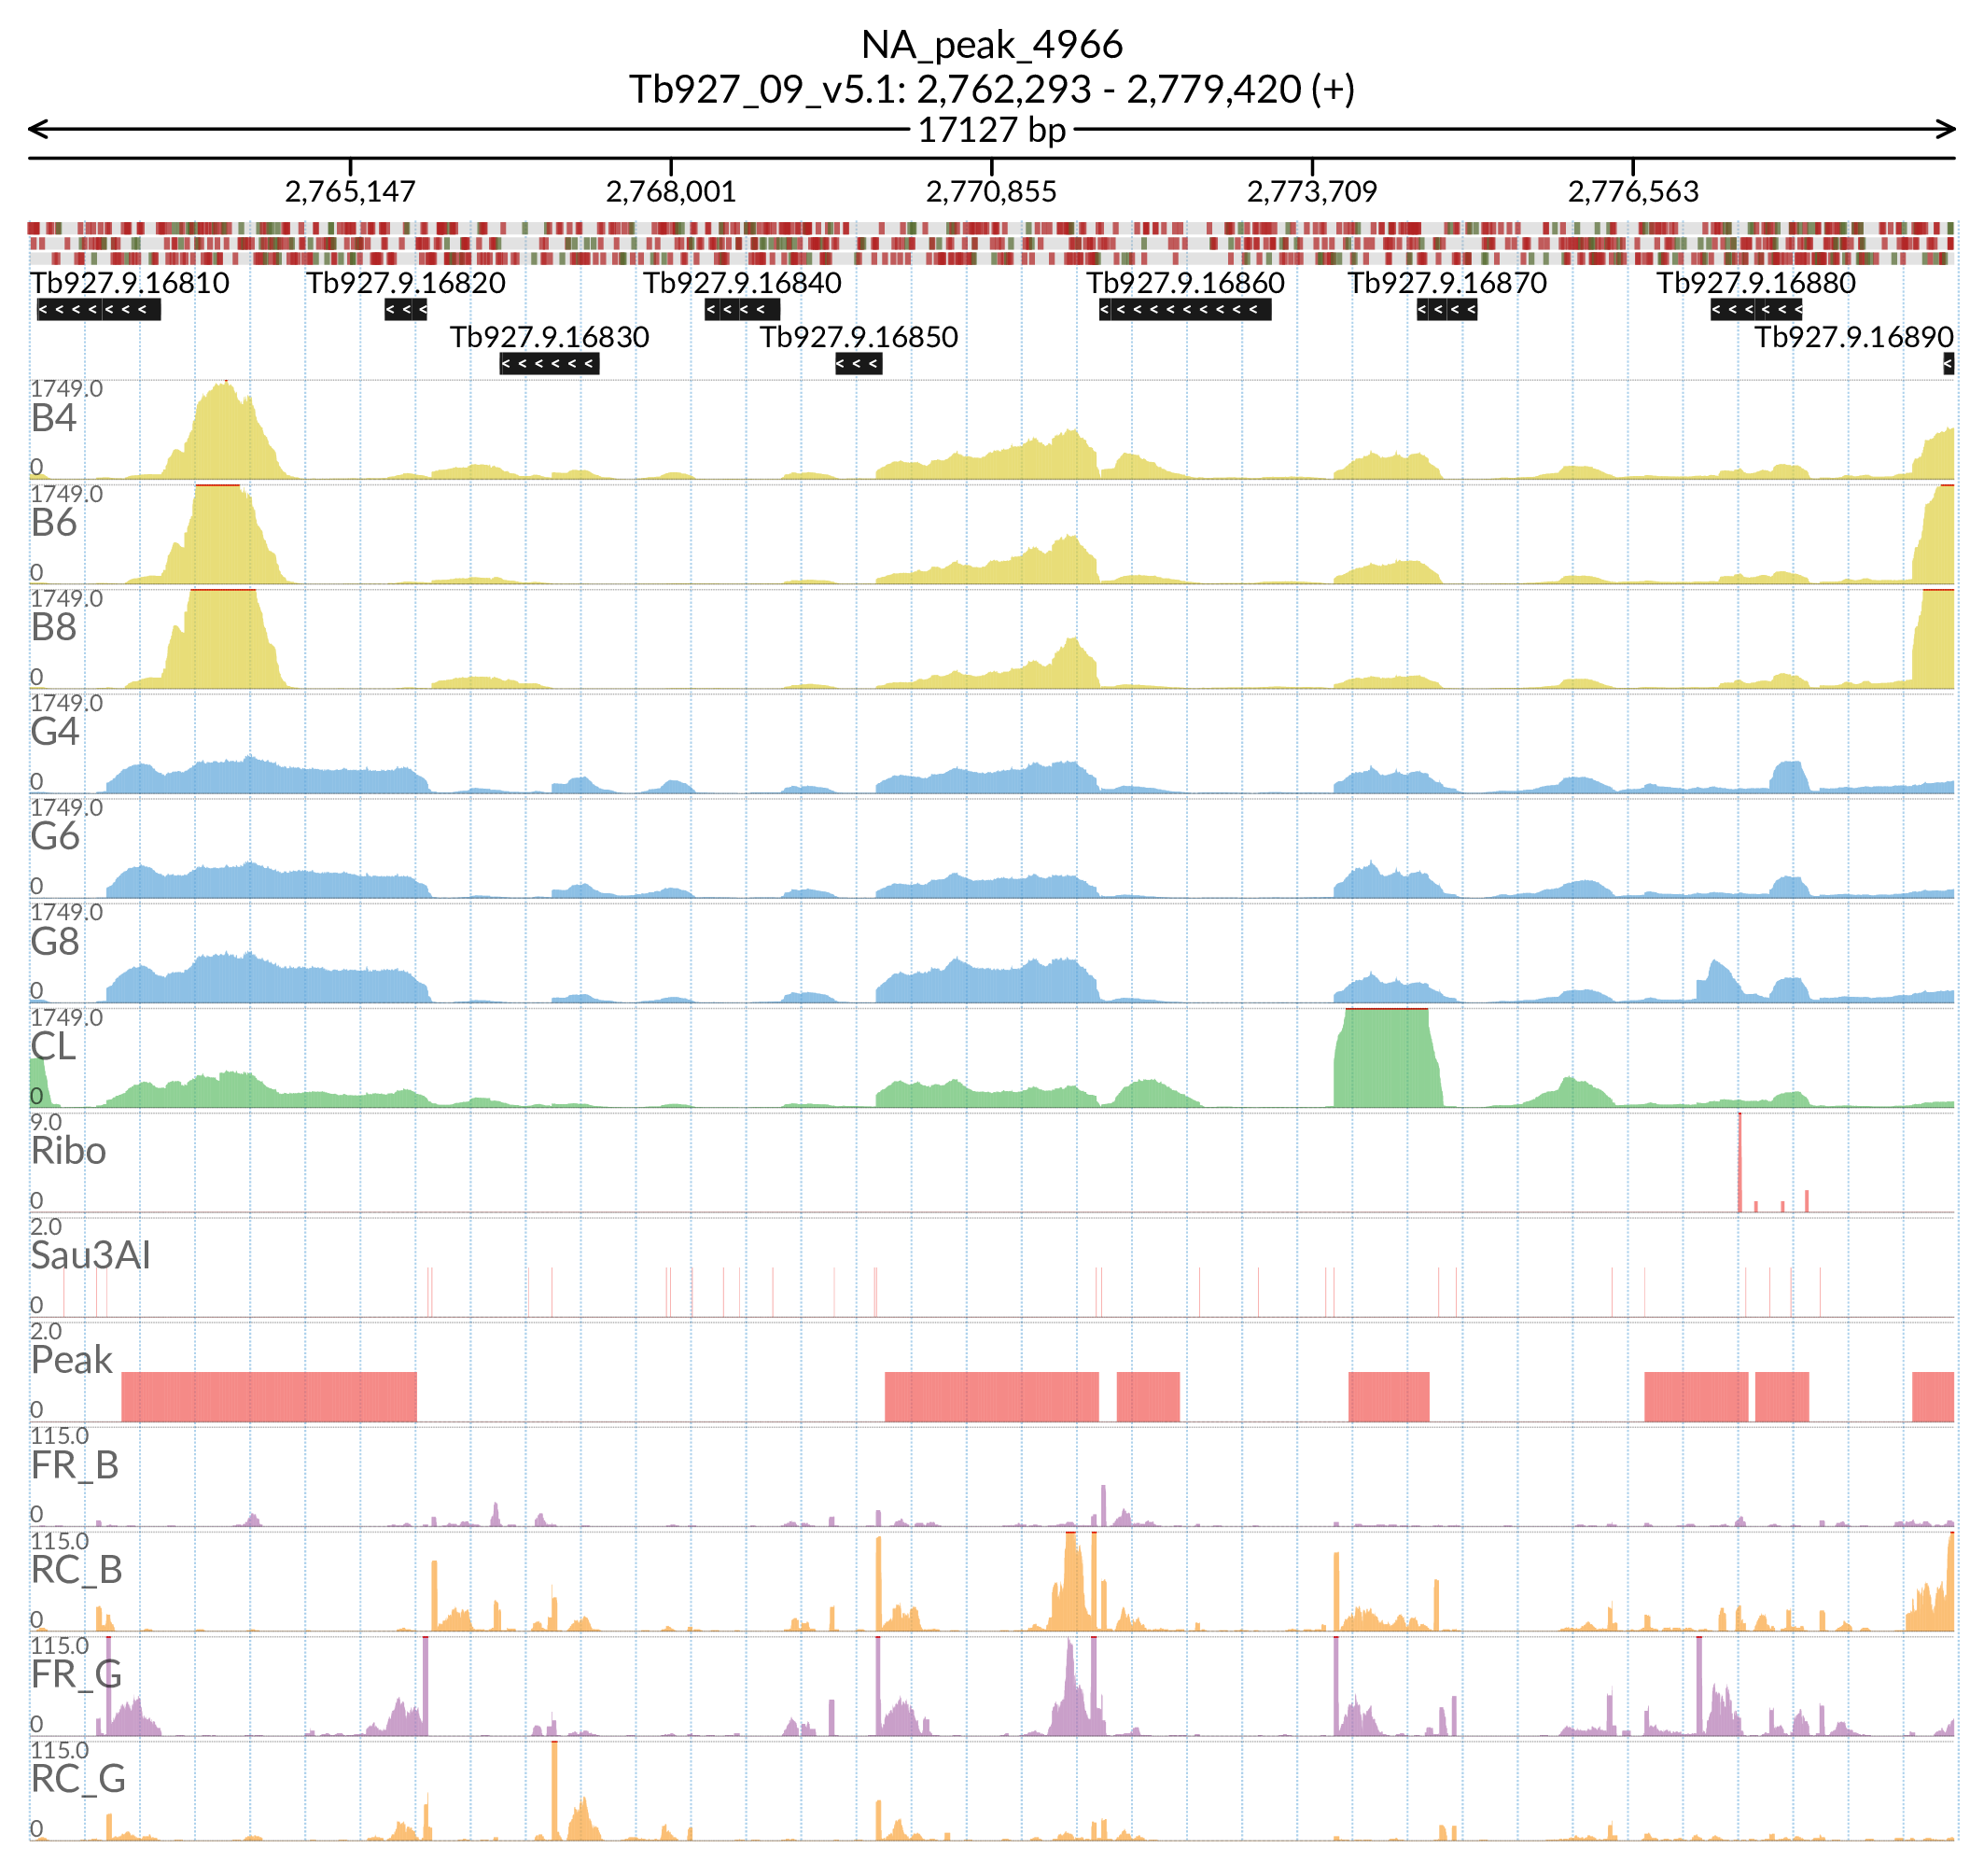 NA_peak_4966
Tb927_09_v5.1: 2,762,293 - 2,779,420 (+)
17127 bp
2,765,147 2,768,001 2,770,855 2,773,709 2,776,563
Tb927.9.16810 Tb927.9.16820 Tb927.9.16840 Tb927.9.16860 Tb927.9.16870 Tb927.9.16880
Tb927.9.16830 Tb927.9.16850 Tb927.9.16890
1749.0
B4
0
1749.0
B6
0
1749.0
B8
0
1749.0
G4
0
1749.0
G6
0
1749.0
G8
0
1749.0
CL
0
9.0
Ribo
0
2.0
Sau3AI
0
2.0
Peak
0
115.0
FR_B
0
115.0
RC_B
0
115.0
FR_G
0
115.0
RC_G
0